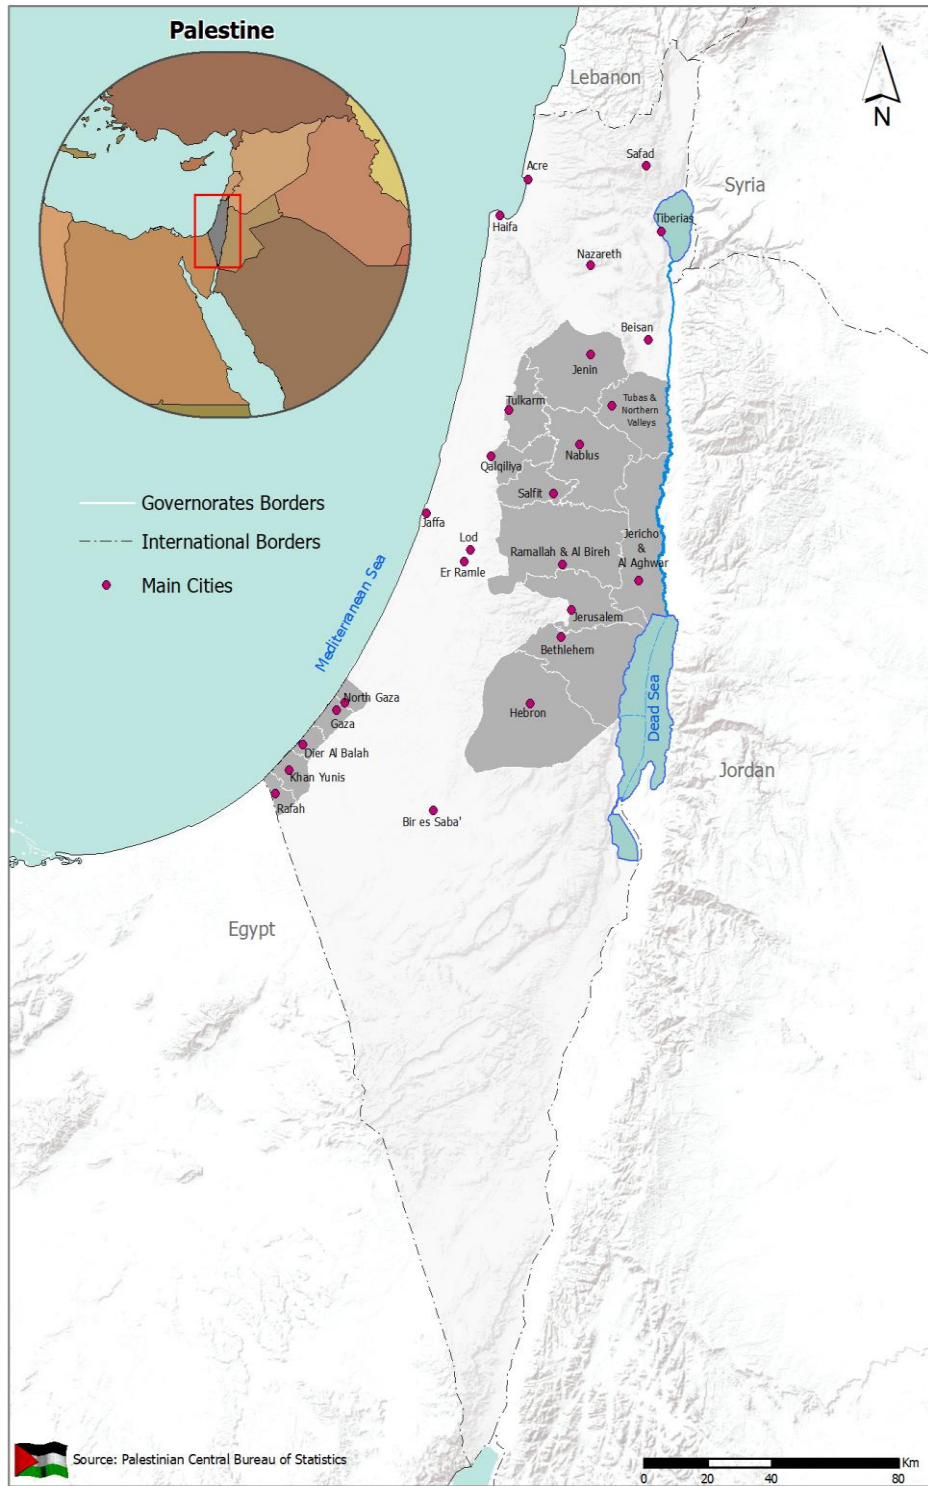 Palestine
Lebanon
N
Safad
Acre
Syria
Tiberias
Haifa
Nazareth
Beisan
Jenin
Tulkarm
Tubas &
Northern
Valleys
Nablus
Qalqiliya
Salfit
Governorates Borders
Jaffa
Jericho
&
Al Aghwar
Lod
International Borders
Ramallah & Al Bireh
Er Ramle
Main Cities
Mediterranean Sea
Jerusalem
Bethlehem
North Gaza
Dead Sea
Hebron
Gaza
Dier Al Balah
Jordan
Khan Yunis
Rafah
Bir es Saba'
Egypt
Source: Palestinian Central Bureau of Statistics
Km
0 20 40 80